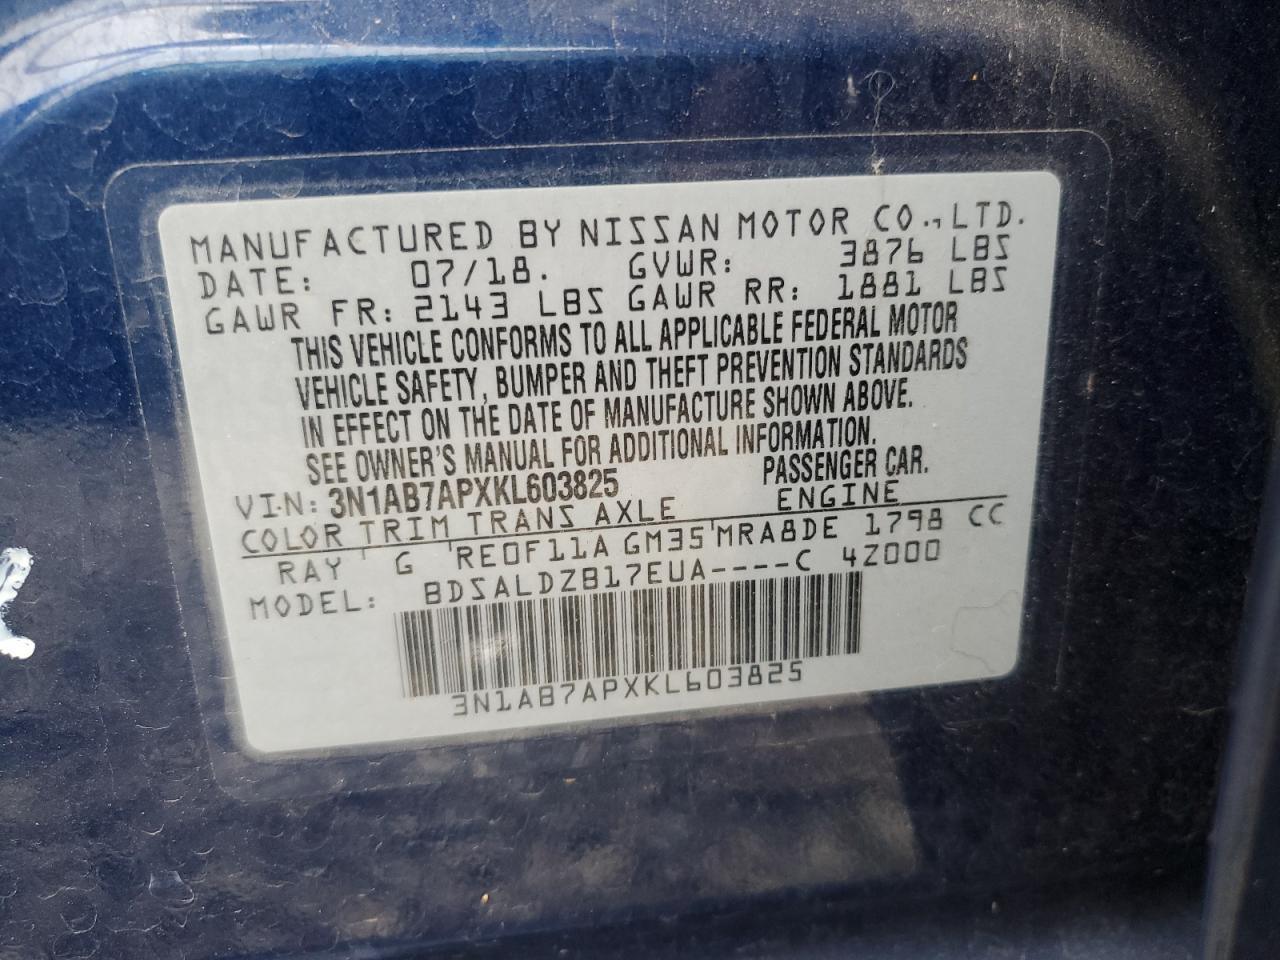 MANUFACTURED BY NISSAN MOTOR CO., LTD.
DATE: 07/18. GVWR: 3876 LBS
GAWR FR: 2143 LBS GAWR RR: 1881 LBS
THIS VEHICLE CONFORMS TO ALL APPLICABLE FEDERAL MOTOR
VEHICLE SAFETY, BUMPER AND THEFT PREVENTION STANDARDS
IN EFFECT ON THE DATE OF MANUFACTURE SHOWN ABOVE.
SEE OWNER'S MANUAL FOR ADDITIONAL INFORMATION.
VIN: 3N1AB7APXKL603825 PASSENGER CAR.
COLOR TRIM TRANS AXLE ENGINE
RAY G RE0F11A GM35 MRA8DE 1798 CC
MODEL: BDSALDZB17EUA----C 4Z000
3N1AB7APXKL603825